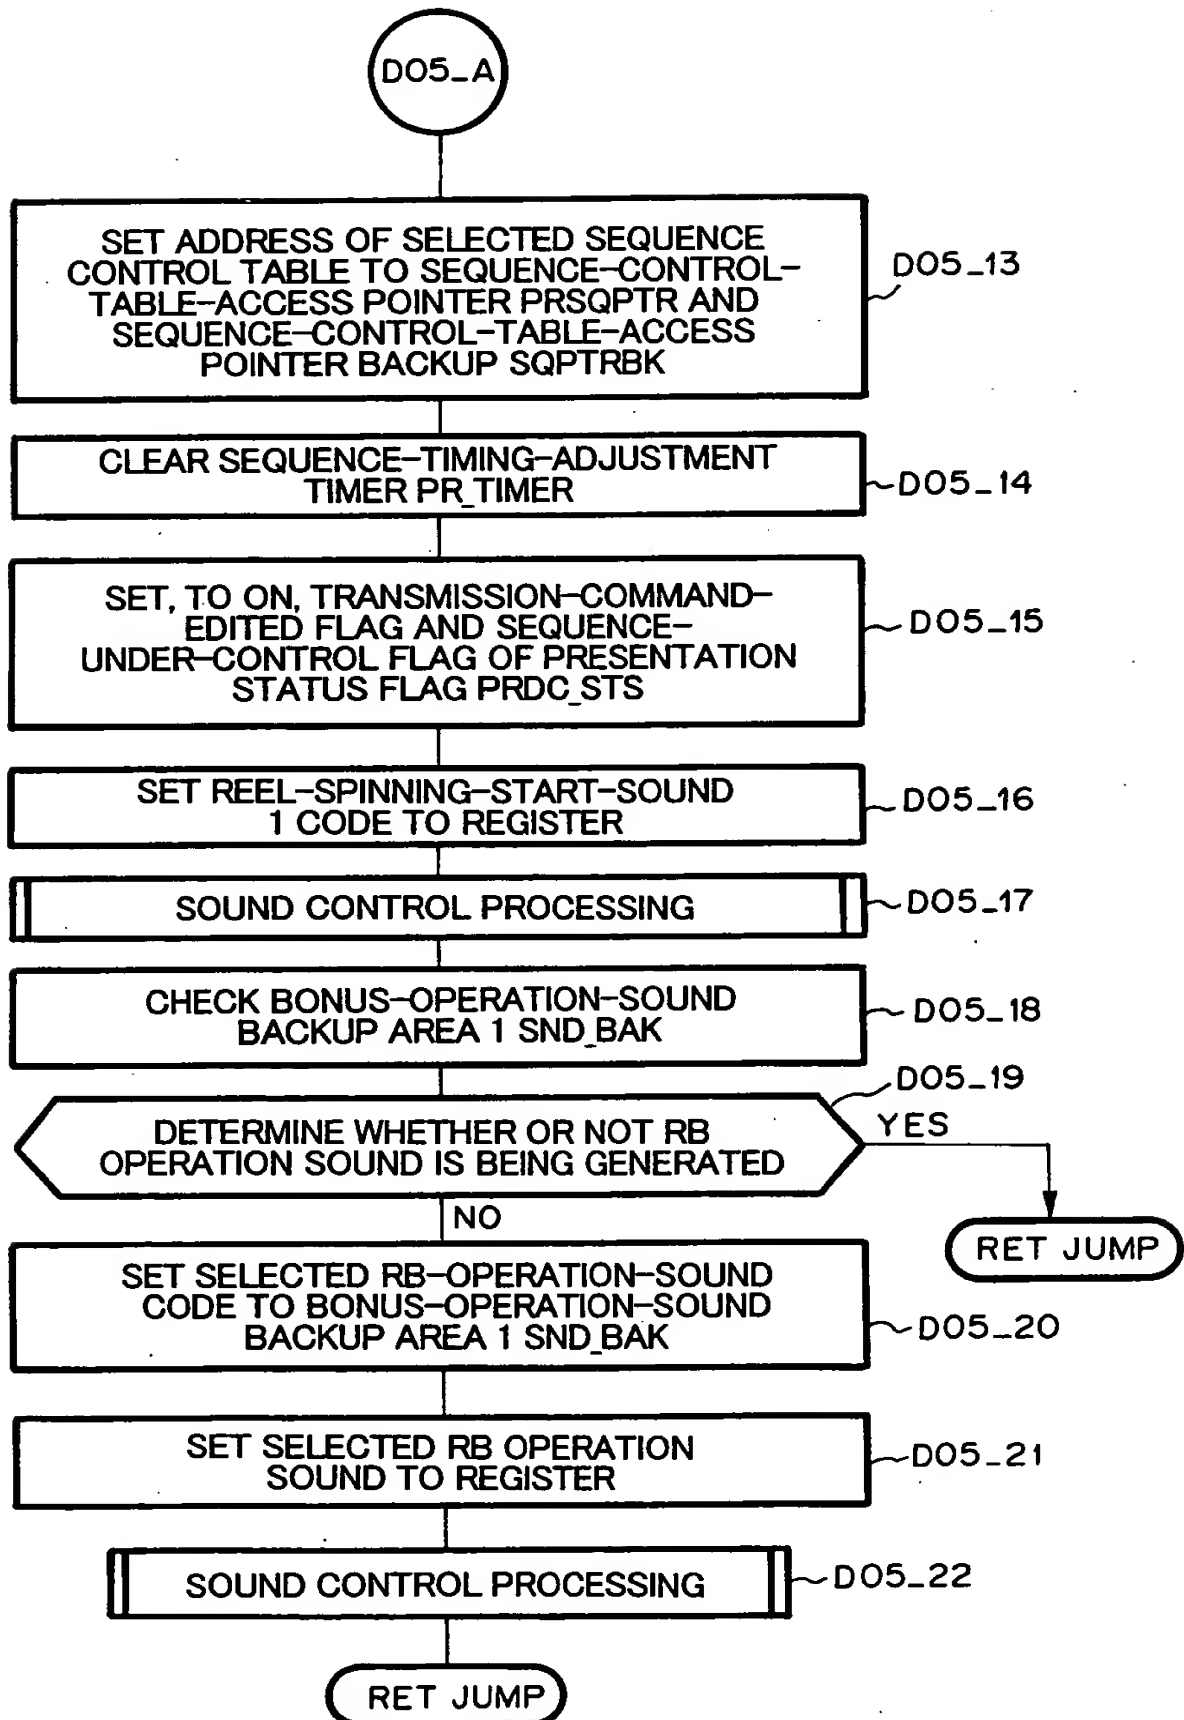 D05_A
SET ADDRESS OF SELECTED SEQUENCE
CONTROL TABLE TO SEQUENCE-CONTROL-
TABLE-ACCESS POINTER PRSQPTR AND
SEQUENCE-CONTROL-TABLE-ACCESS
POINTER BACKUP SQPTRBK
D05_13
CLEAR SEQUENCE-TIMING-ADJUSTMENT
TIMER PR_TIMER
D05_14
SET, TO ON, TRANSMISSION-COMMAND-
EDITED FLAG AND SEQUENCE-
UNDER-CONTROL FLAG OF PRESENTATION
STATUS FLAG PRDC_STS
D05_15
SET REEL-SPINNING-START-SOUND
1 CODE TO REGISTER
D05_16
SOUND CONTROL PROCESSING
D05_17
CHECK BONUS-OPERATION-SOUND
BACKUP AREA 1 SND_BAK
D05_18
D05_19
DETERMINE WHETHER OR NOT RB
OPERATION SOUND IS BEING GENERATED
YES
NO
RET JUMP
SET SELECTED RB-OPERATION-SOUND
CODE TO BONUS-OPERATION-SOUND
BACKUP AREA 1 SND_BAK
D05_20
SET SELECTED RB OPERATION
SOUND TO REGISTER
D05_21
SOUND CONTROL PROCESSING
D05_22
RET JUMP